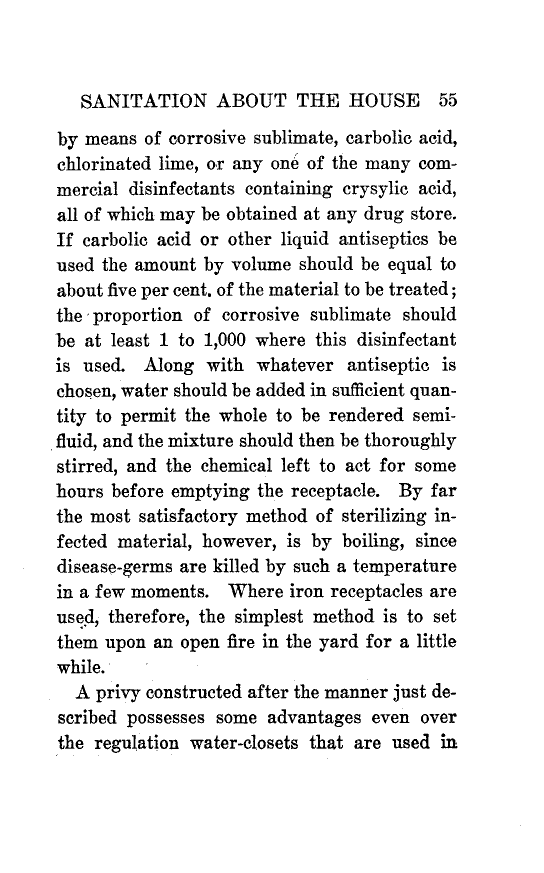 SANITATION ABOUT THE HOUSE 55
by means of corrosive sublimate, carbolic acid,
chlorinated lime, or any one of the many com-
mercial disinfectants containing crysylic acid,
all of which may be obtained at any drug store.
If carbolic acid or other liquid antiseptics be
used the amount by volume should be equal to
about five per cent. of the material to be treated;
the proportion of corrosive sublimate should
be at least 1 to 1,000 where this disinfectant
is used. Along with whatever antiseptic is
chosen, water should be added in sufficient quan-
tity to permit the whole to be rendered semi-
fluid, and the mixture should then be thoroughly
stirred, and the chemical left to act for some
hours before emptying the receptacle. By far
the most satisfactory method of sterilizing in-
fected material, however, is by boiling, since
disease-germs are killed by such a temperature
in a few moments. Where iron receptacles are
used, therefore, the simplest method is to set
them upon an open fire in the yard for a little
while.
A privy constructed after the manner just de-
scribed possesses some advantages even over
the regulation water-closets that are used in